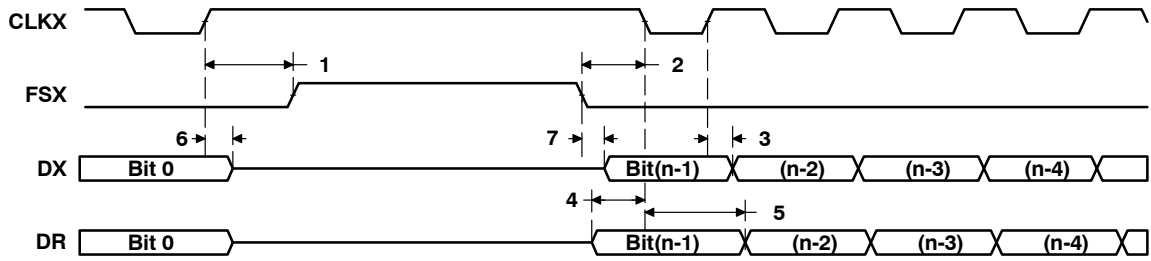 CLKX
1 2
FSX
6 7 3
DX Bit 0 Bit(n-1) (n-2) (n-3) (n-4)
4 5
DR Bit 0 Bit(n-1) (n-2) (n-3) (n-4)